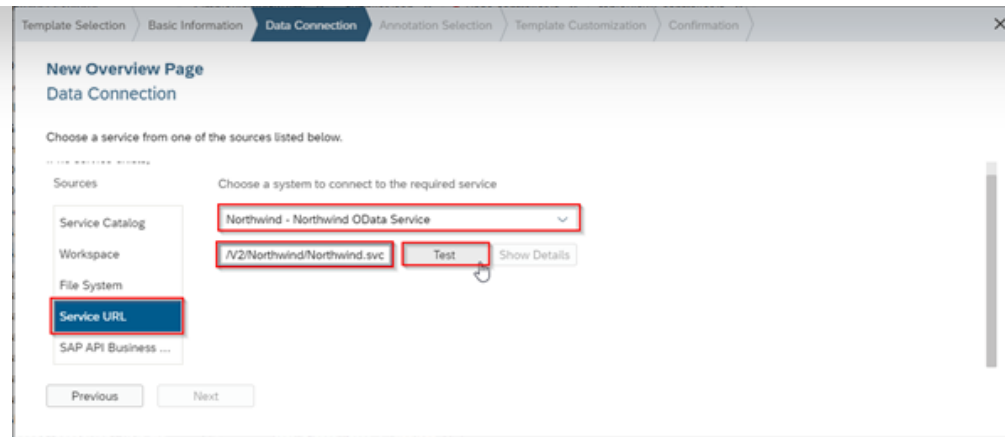 Template Selection Basic Information Data Connection Annotation Selection Template Customization Confirmation
New Overview Page
Data Connection
Choose a service from one of the sources listed below.
Sources
Choose a system to connect to the required service
Service Catalog
Northwind - Northwind OData Service
Workspace
/V2/Northwind/Northwind.svc Test Show Details
File System
Service URL
SAP API Business ...
Previous Next